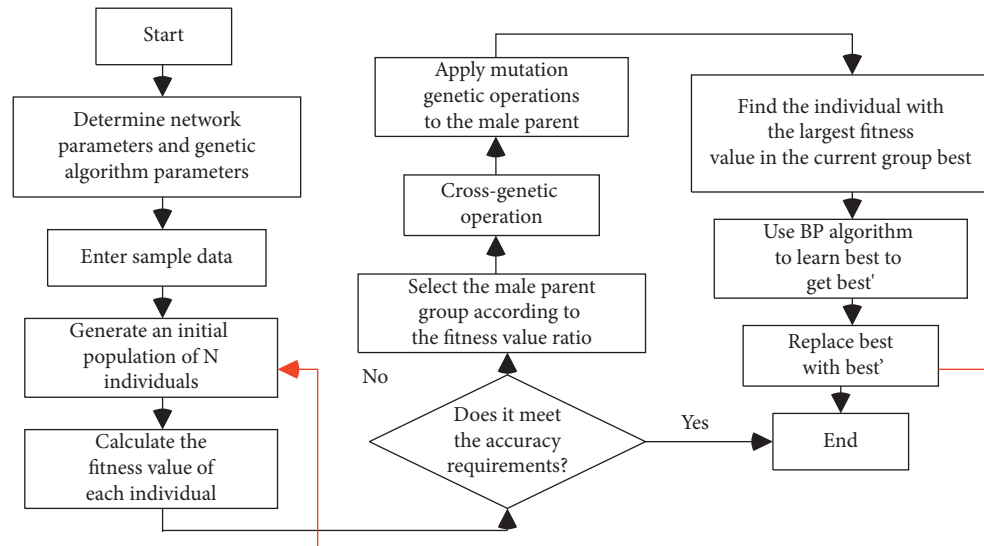 Start
Determine network
parameters and genetic
algorithm parameters
Enter sample data
Generate an initial
population of N
individuals
Calculate the
fitness value of
each individual
Apply mutation
genetic operations
to the male parent
Cross-genetic
operation
Select the male parent
group according to
the fitness value ratio
No
Does it meet
the accuracy
requirements?
Yes
Find the individual with
the largest fitness
value in the current group best
Use BP algorithm
to learn best to
get best'
Replace best
with best’
End